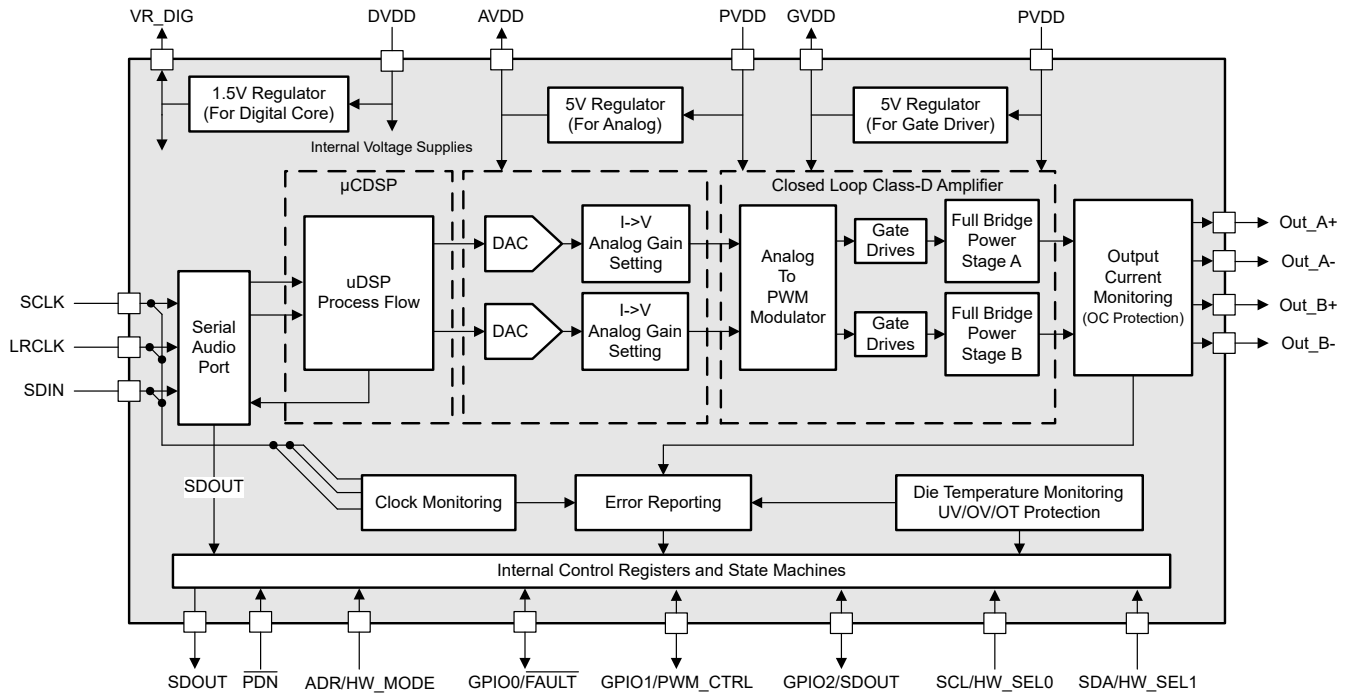 VR_DIG
DVDD
AVDD
PVDD
GVDD
PVDD
1.5V Regulator
(For Digital Core)
5V Regulator
(For Analog)
5V Regulator
(For Gate Driver)
Internal Voltage Supplies
µCDSP
Closed Loop Class-D Amplifier
SCLK
LRCLK
SDIN
Serial
Audio
Port
uDSP
Process Flow
DAC
I->V
Analog Gain
Setting
DAC
I->V
Analog Gain
Setting
Analog
To
PWM
Modulator
Gate
Drives
Full Bridge
Power
Stage A
Gate
Drives
Full Bridge
Power
Stage B
Output
Current
Monitoring
(OC Protection)
Out_A+
Out_A-
Out_B+
Out_B-
SDOUT
Clock Monitoring
Error Reporting
Die Temperature Monitoring
UV/OV/OT Protection
Internal Control Registers and State Machines
SDOUT
PDN
ADR/HW_MODE
GPIO0/FAULT
GPIO1/PWM_CTRL
GPIO2/SDOUT
SCL/HW_SEL0
SDA/HW_SEL1